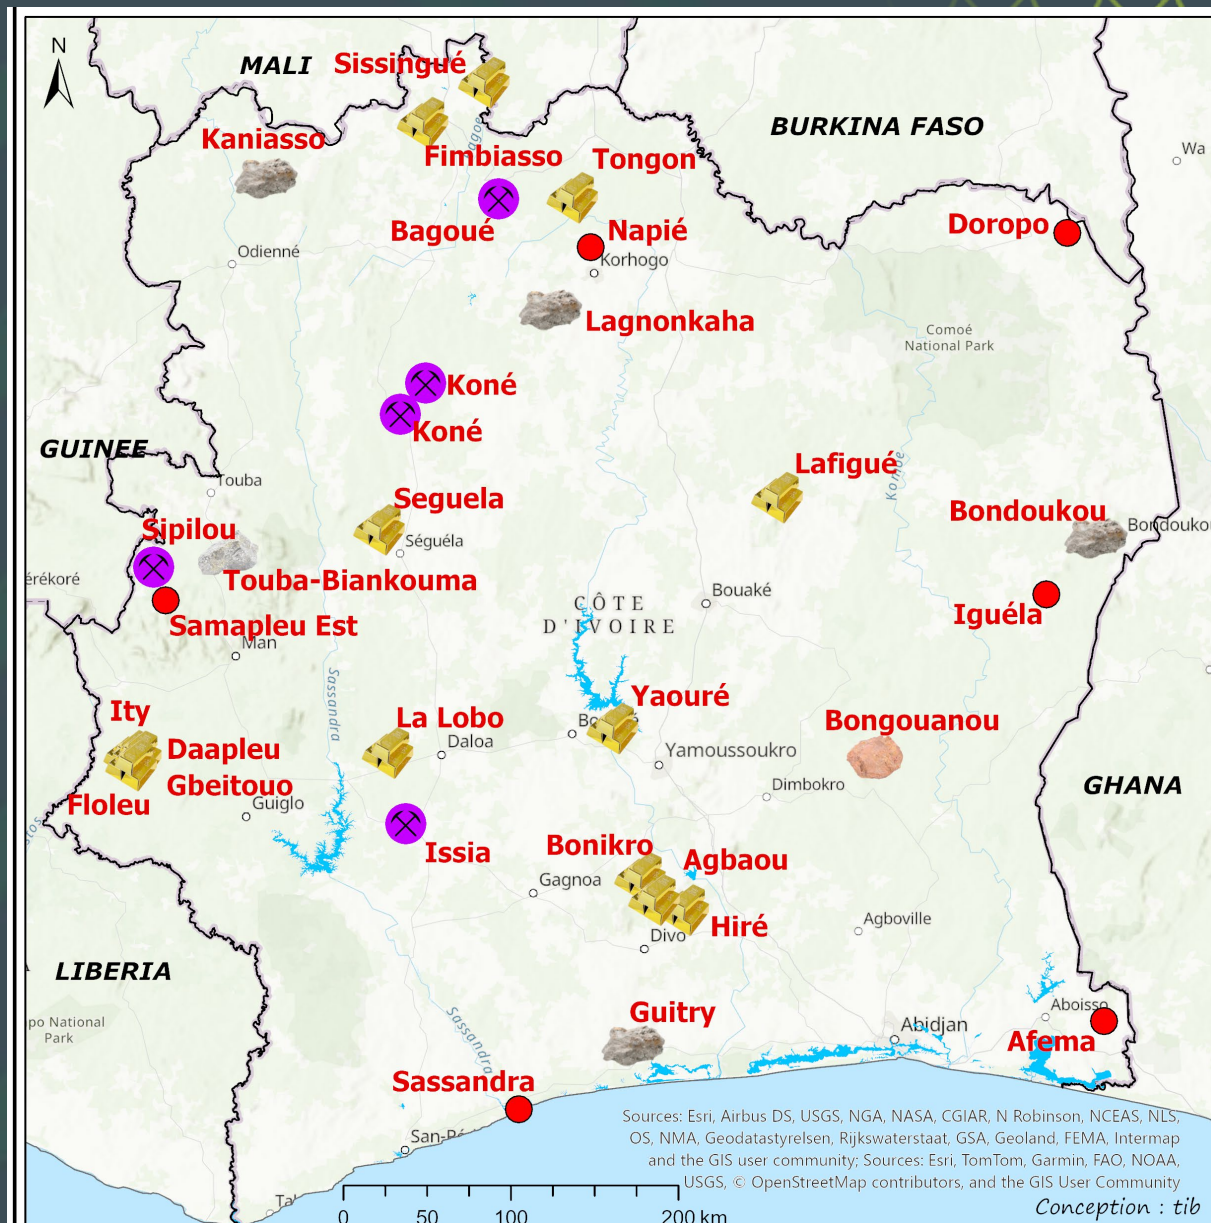 N
MALI
Sissingué
BURKINA FASO
Kaniasso
Fimbiasso
Tongon
Wa
Bagoué
Napié
Doropo
Odienné
Korhogo
Lagnonkaha
Comoé
National Park
Koné
Koné
GUINEE
Lafigué
Komoé
Touba
Seguela
Bondoukou
Sipilou
Séguéla
Touba-Biankouma
Bouaké
CÔTE
D'IVOIRE
Iguéla
Samapleu Est
Man
Sassandra
Yaouré
Ity
La Lobo
Bongouanou
Daapleu
Daloa
Yamoussoukro
Gbeitouo
Dimbokro
GHANA
Floleu
Guiglo
Issia
Bonikro
Agbaou
Gagnoa
Agboville
Hiré
Divo
LIBERIA
Guitry
Aboisso
po National
Park
Abidjan
Sassandra
Afema
Sassandra
Sources: Esri, Airbus DS, USGS, NGA, NASA, CGIAR, N Robinson, NCEAS, NLS,
OS, NMA, Geodatastyrelsen, Rijkswaterstaat, GSA, Geoland, FEMA, Intermap
and the GIS user community; Sources: Esri, TomTom, Garmin, FAO, NOAA,
USGS, © OpenStreetMap contributors, and the GIS User Community
0 50 100 200 km
Conception : tib